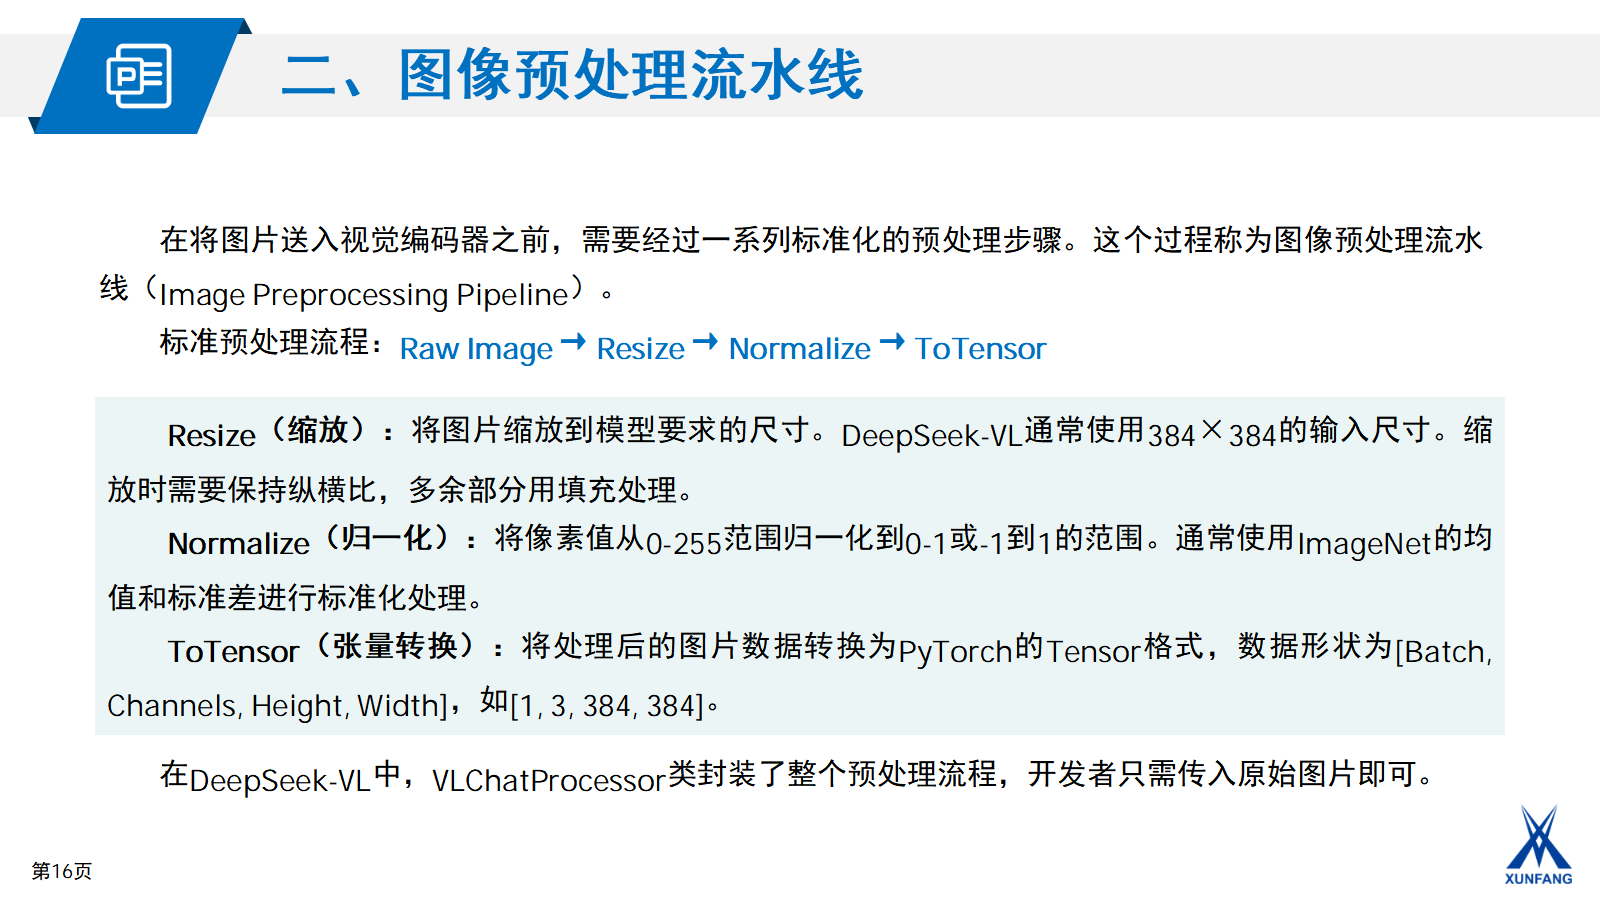 二、图像预处理流水线
在将图片送入视觉编码器之前，需要经过一系列标准化的预处理步骤。这个过程称为图像预处理流水
线（Image Preprocessing Pipeline）。
标准预处理流程：Raw Image → Resize → Normalize → ToTensor
Resize（缩放）：将图片缩放到模型要求的尺寸。DeepSeek-VL通常使用384×384的输入尺寸。缩
放时需要保持纵横比，多余部分用填充处理。
Normalize（归一化）：将像素值从0-255范围归一化到0-1或-1到1的范围。通常使用ImageNet的均
值和标准差进行标准化处理。
ToTensor（张量转换）：将处理后的图片数据转换为PyTorch的Tensor格式，数据形状为[Batch,
Channels, Height, Width]，如[1, 3, 384, 384]。
在DeepSeek-VL中，VLChatProcessor类封装了整个预处理流程，开发者只需传入原始图片即可。
第16页
XUNFANG